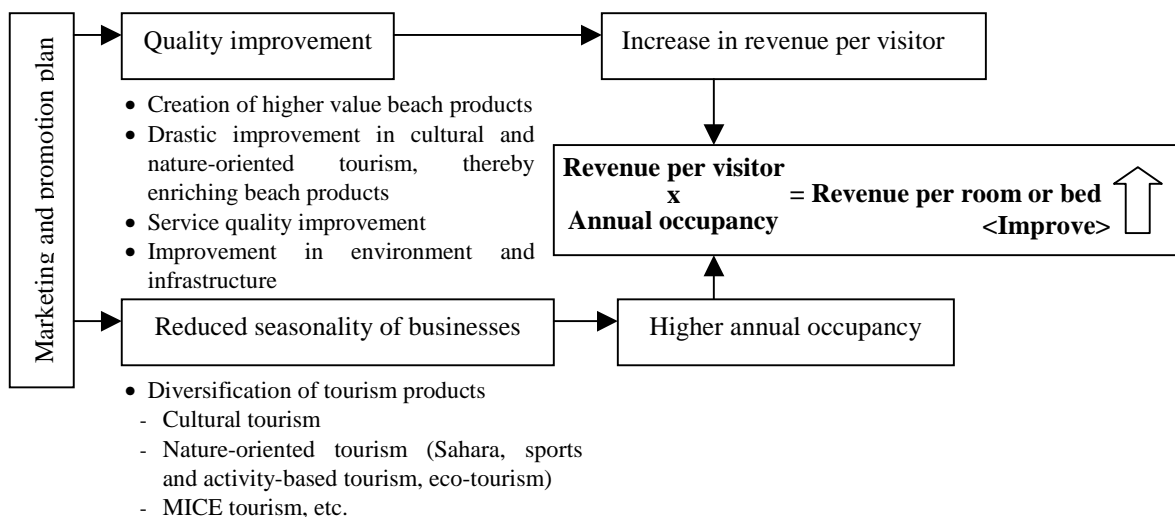 Marketing and promotion plan
Quality improvement
Increase in revenue per visitor
• Creation of higher value beach products
• Drastic improvement in cultural and
nature-oriented tourism, thereby
enriching beach products
• Service quality improvement
• Improvement in environment and
infrastructure
Revenue per visitor
x
Annual occupancy
= Revenue per room or bed
<Improve>
Reduced seasonality of businesses
Higher annual occupancy
• Diversification of tourism products
- Cultural tourism
- Nature-oriented tourism (Sahara, sports
and activity-based tourism, eco-tourism)
- MICE tourism, etc.